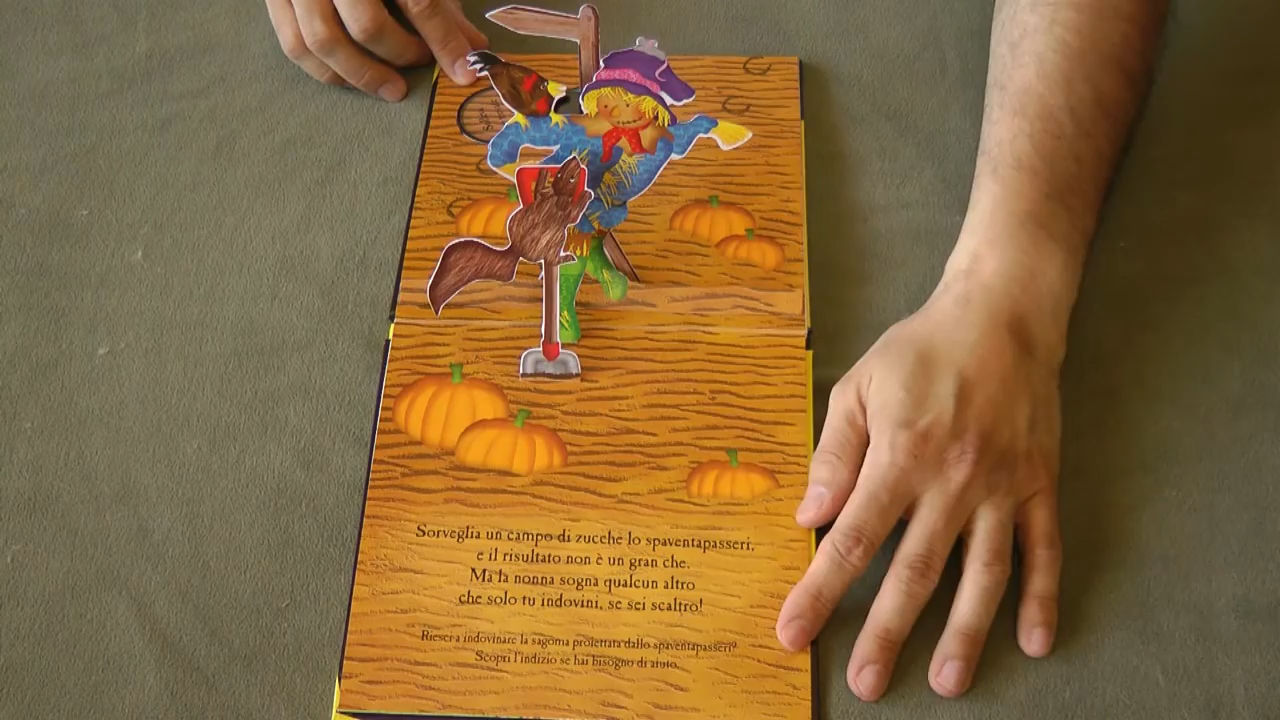 Sorveglia un campo di zucche lo spaventapasseri,
e il risultato non è un gran che.
Ma la nonna sogna qualcun altro
che solo tu indovini, se sei scaltro!
Riesci a indovinare la sagoma proiettata dallo spaventapasseri?
Scopri l'indizio se hai bisogno di aiuto.